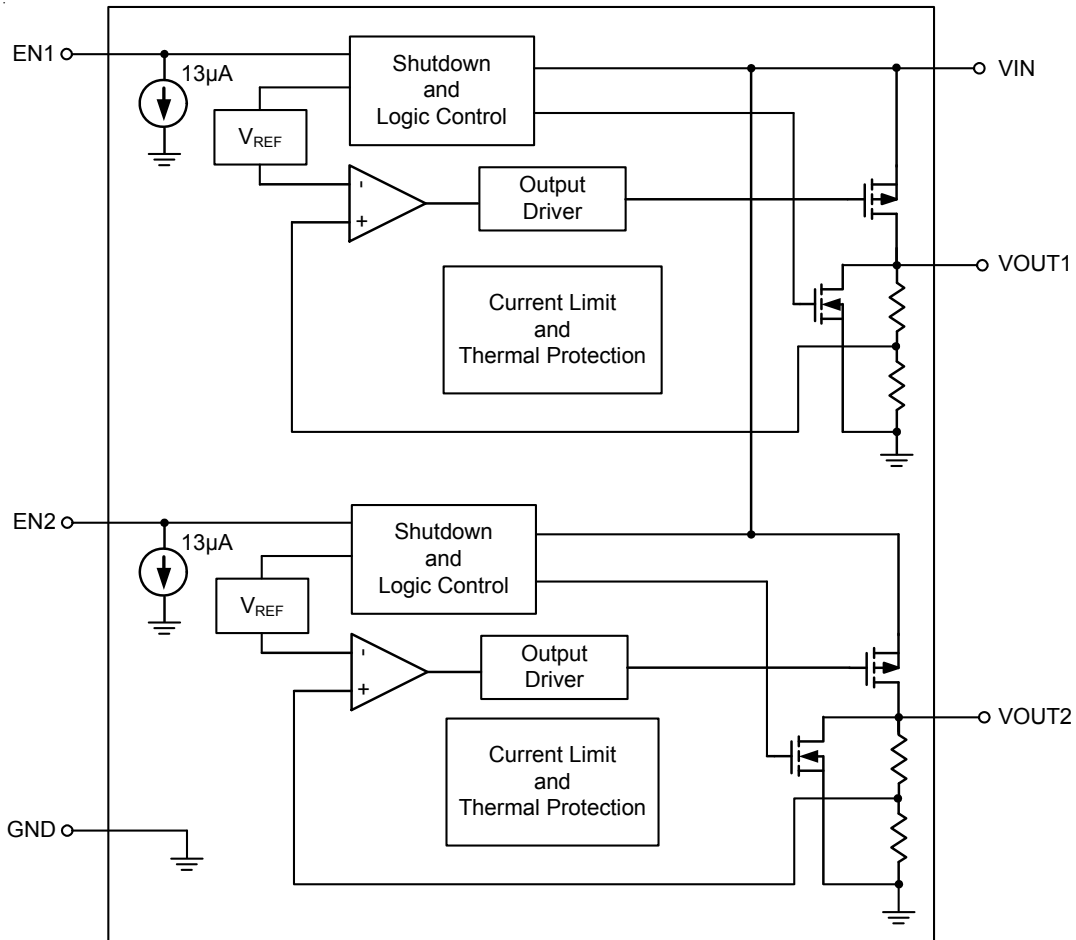 EN1
13µA
Shutdown
and
Logic Control
VIN
VREF
-
+
Output
Driver
VOUT1
Current Limit
and
Thermal Protection
EN2
13µA
Shutdown
and
Logic Control
VREF
-
+
Output
Driver
VOUT2
Current Limit
and
Thermal Protection
GND